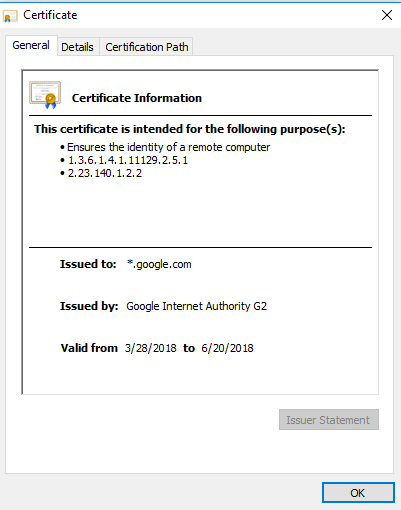 Certificate
General Details Certification Path
Certificate Information
This certificate is intended for the following purpose(s):
• Ensures the identity of a remote computer
• 1.3.6.1.4.1.11129.2.5.1
• 2.23.140.1.2.2
Issued to: *.google.com
Issued by: Google Internet Authority G2
Valid from 3/28/2018 to 6/20/2018
Issuer Statement
OK